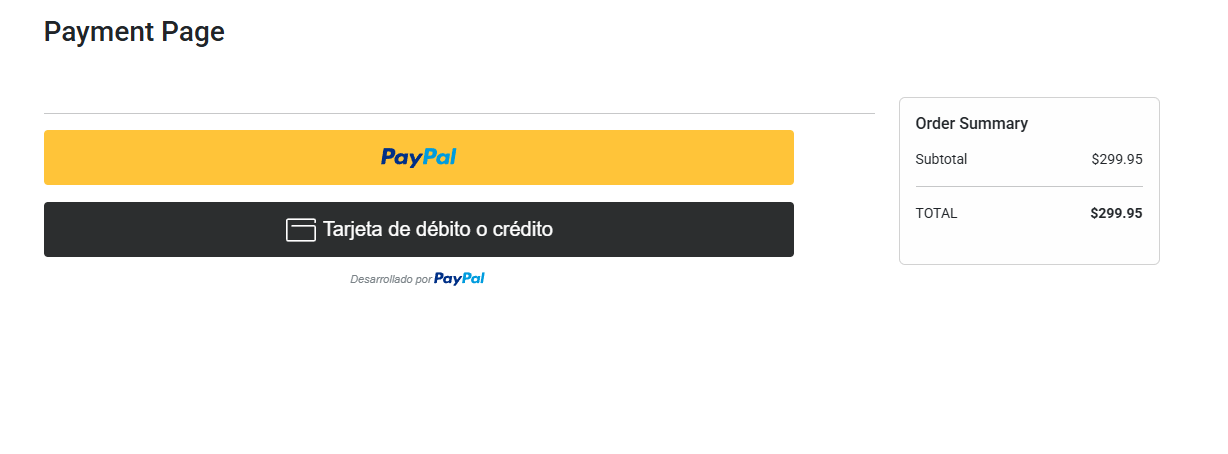 Payment Page
PayPal
Tarjeta de débito o crédito
Desarrollado por PayPal
Order Summary
Subtotal $299.95
TOTAL $299.95